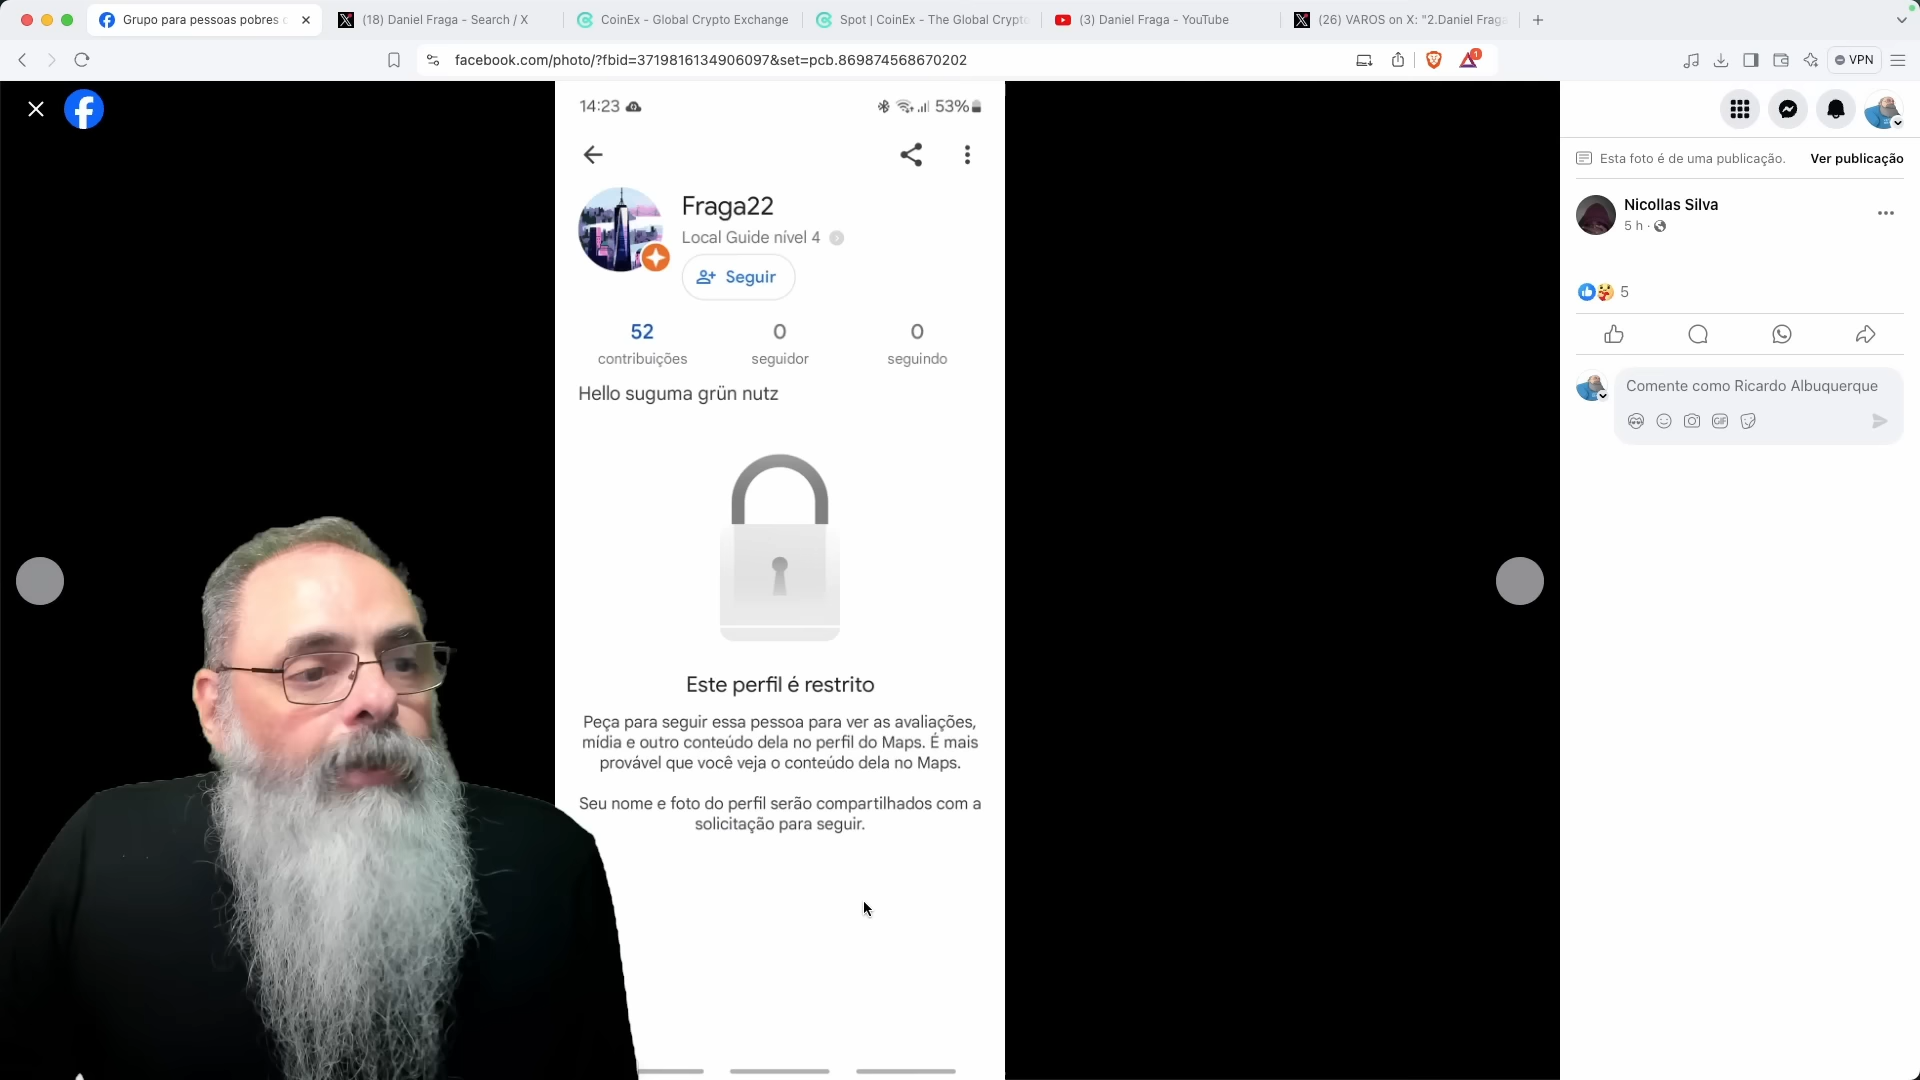 Grupo para pessoas pobres
(18) Daniel Fraga - Search / X
CoinEx - Global Crypto Exchange
Spot | CoinEx - The Global Crypto
(3) Daniel Fraga - YouTube
(26) VAROS on X: "2.Daniel Fraga
facebook.com/photo/?fbid=3719816134906097&set=pcb.869874568670202
1
VPN
14:23
53%
Fraga22
Local Guide nível 4
Seguir
52
0
0
contribuições
seguidor
seguindo
Hello suguma grün nutz
Este perfil é restrito
Peça para seguir essa pessoa para ver as avaliações,
mídia e outro conteúdo dela no perfil do Maps. É mais
provável que você veja o conteúdo dela no Maps.
Seu nome e foto do perfil serão compartilhados com a
solicitação para seguir.
Esta foto é de uma publicação.
Ver publicação
Nicollas Silva
5 h ·
5
Comente como Ricardo Albuquerque
GIF